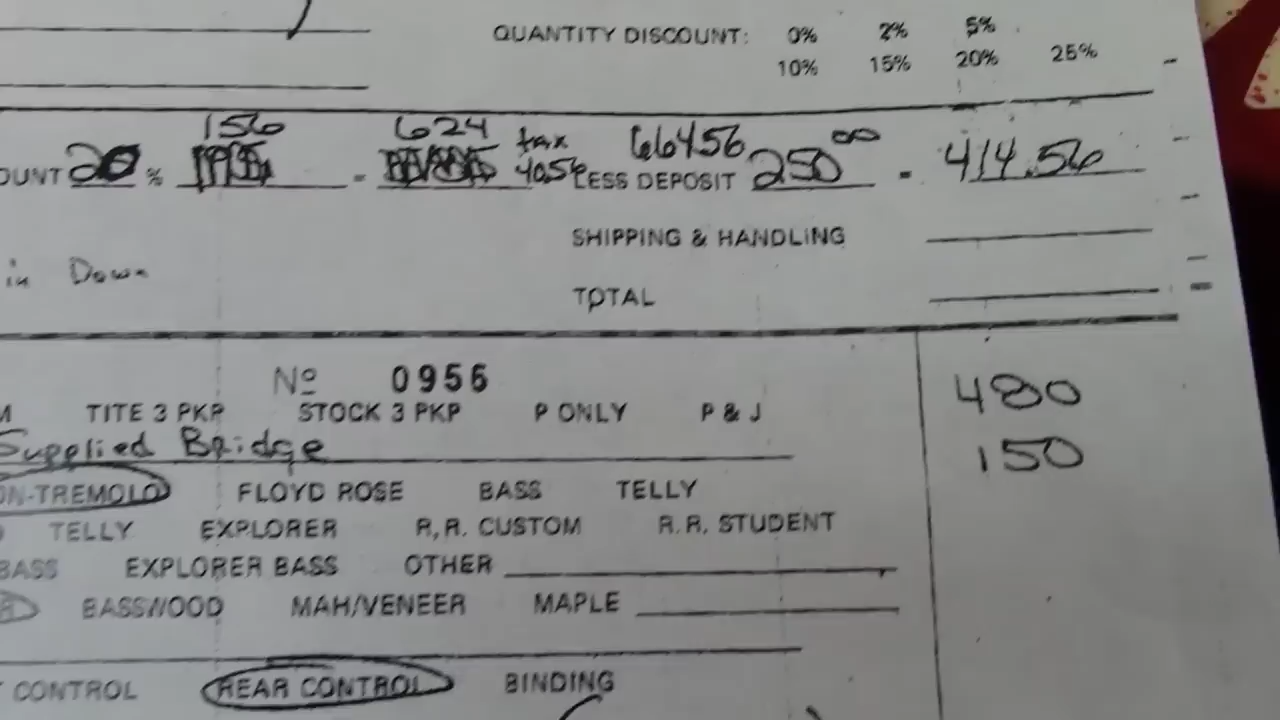 QUANTITY DISCOUNT: 0% 2% 5%
10% 15% 20% 25%
156 624 tax 66456
OUNT 20 % - 40.56 LESS DEPOSIT 250 00 - 414.56
SHIPPING & HANDLING
in Down
TOTAL
Nº 0956
480
M TITE 3 PKP STOCK 3 PKP P ONLY P & J
Supplied Bridge 150
ON-TREMOLO FLOYD ROSE BASS TELLY
TELLY EXPLORER R.R. CUSTOM R.R. STUDENT
BASS EXPLORER BASS OTHER
BASSWOOD MAH/VENEER MAPLE
CONTROL REAR CONTROL BINDING